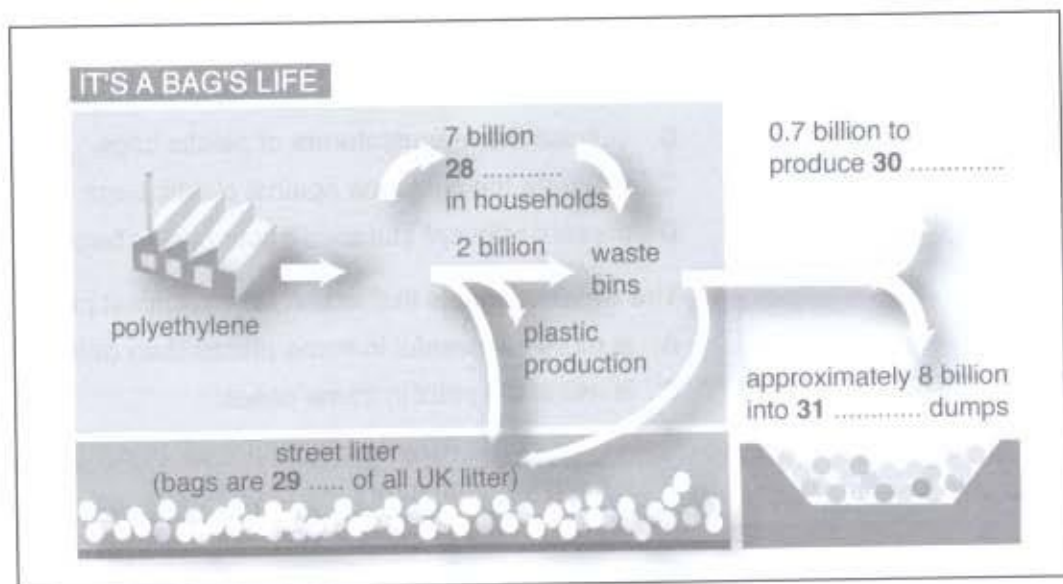 IT'S A BAG'S LIFE
7 billion
28 ...........
in households
0.7 billion to
produce 30 .............
2 billion
waste
bins
polyethylene
plastic
production
approximately 8 billion
into 31 ............ dumps
street litter
(bags are 29 ..... of all UK litter)